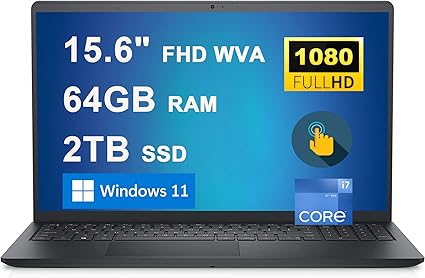 15.6" FHD WVA
1080
FULLHD
64GB RAM
2TB SSD
Windows 11
i7
CORE